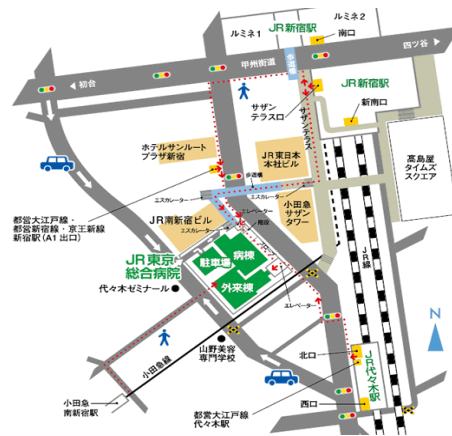 ルミネ1
JR新宿駅
ルミネ2
南口
甲州街道
歩道橋
四ツ谷
初台
JR新宿駅
サザン
テラス口
新南口
サザンテラス
ホテルサンルート
プラザ新宿
JR東日本
本社ビル
高島屋
タイムズ
スクエア
歩道橋
エスカレーター
エスカレーター
都営大江戸線・
都営新宿線・京王新線
新宿駅(A1出口)
JR南新宿ビル
小田急
サザン
タワー
エレベーター
エスカレーター
階段
JR線
JR東京
総合病院
駐車場
病棟
外来棟
代々木ゼミナール
エレベーター
山野美容
専門学校
小田急線
北口
JR代々木駅
西口
小田急
南新宿駅
都営大江戸線
代々木駅
N